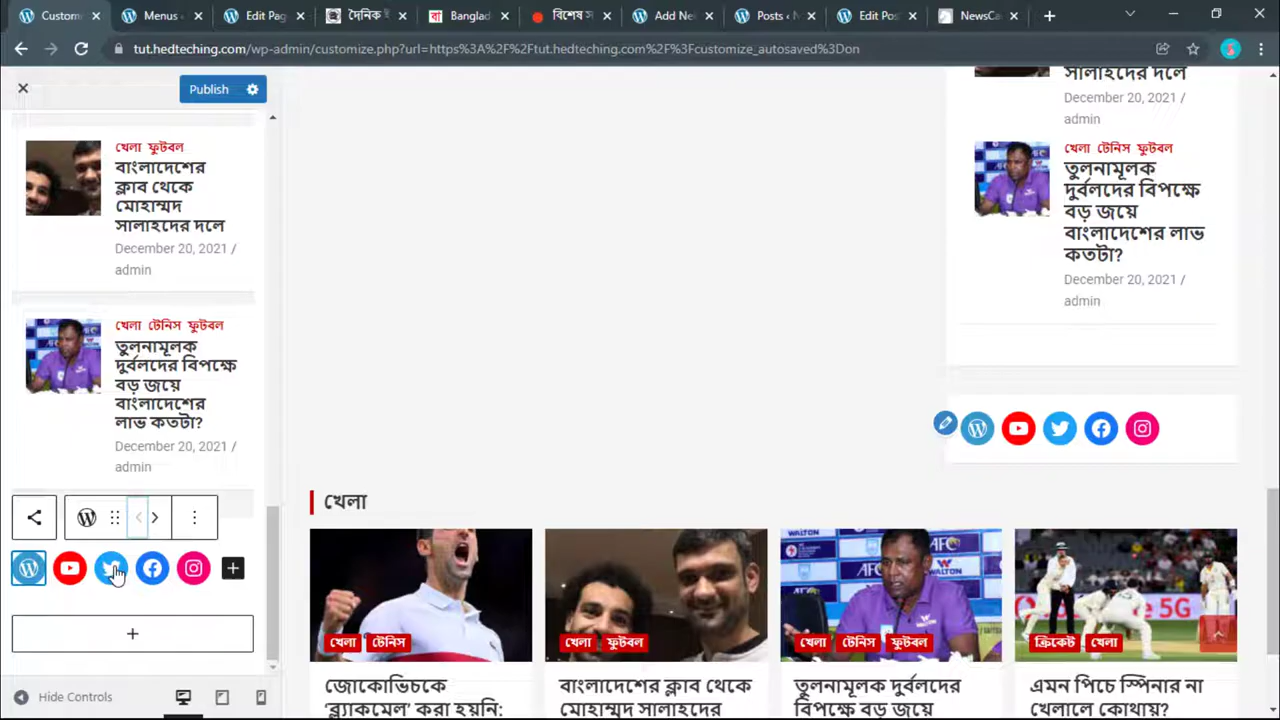 Custom
Menus ‹
Edit Pag
দৈনিক ই
Banglad
বিশেষ স
Add Ne
Posts ‹ N
Edit Pos
NewsCa
tut.hedteching.com/wp-admin/customize.php?url=https%3A%2F%2Ftut.hedteching.com%2F%3Fcustomize_autosaved%3Don
Publish
খেলা ফুটবল
বাংলাদেশের
ক্লাব থেকে
মোহাম্মদ
সালাহদের দলে
December 20, 2021 /
admin
খেলা টেনিস ফুটবল
তুলনামূলক
দুর্বলদের বিপক্ষে
বড় জয়ে
বাংলাদেশের
লাভ কতটা?
December 20, 2021 /
admin
Hide Controls
সালাহদের দলে
December 20, 2021 /
admin
খেলা টেনিস ফুটবল
তুলনামূলক
দুর্বলদের বিপক্ষে
বড় জয়ে
বাংলাদেশের লাভ
কতটা?
December 20, 2021 /
admin
খেলা
খেলা টেনিস
জোকোভিচকে
'ব্ল্যাকমেল' করা হয়নি:
খেলা ফুটবল
বাংলাদেশের ক্লাব থেকে
মোহাম্মদ সালাহদের
WALTON
AFC
খেলা টেনিস ফুটবল
তুলনামূলক দুর্বলদের
বিপক্ষে বড় জয়ে
e 5G
ক্রিকেট খেলা
এমন পিচে স্পিনার না
খেলালে কোথায়?